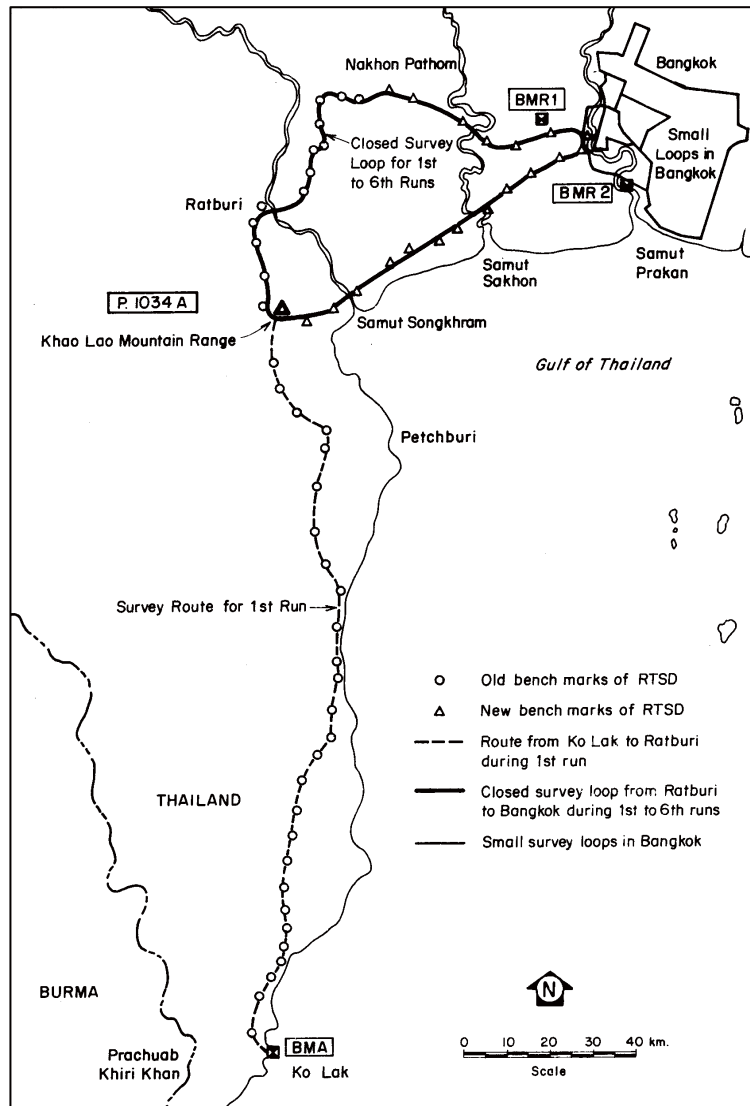 Nakhon Pathom
Bangkok
BMR1
Closed Survey
Loop for 1st
to 6th Runs
Small
Loops in
Bangkok
BMR 2
Ratburi
Samut
Prakan
Samut
Sakhon
P. 1034 A
Samut Songkhram
Khao Lao Mountain Range
Gulf of Thailand
Petchburi
Survey Route for 1st Run
Old bench marks of RTSD
New bench marks of RTSD
Route from Ko Lak to Ratburi
during 1st run
Closed survey loop from Ratburi
to Bangkok during 1st to 6th runs
Small survey loops in Bangkok
THAILAND
BURMA
N
Prachuab
Khiri Khan
BMA
Ko Lak
0 10 20 30 40 km.
Scale